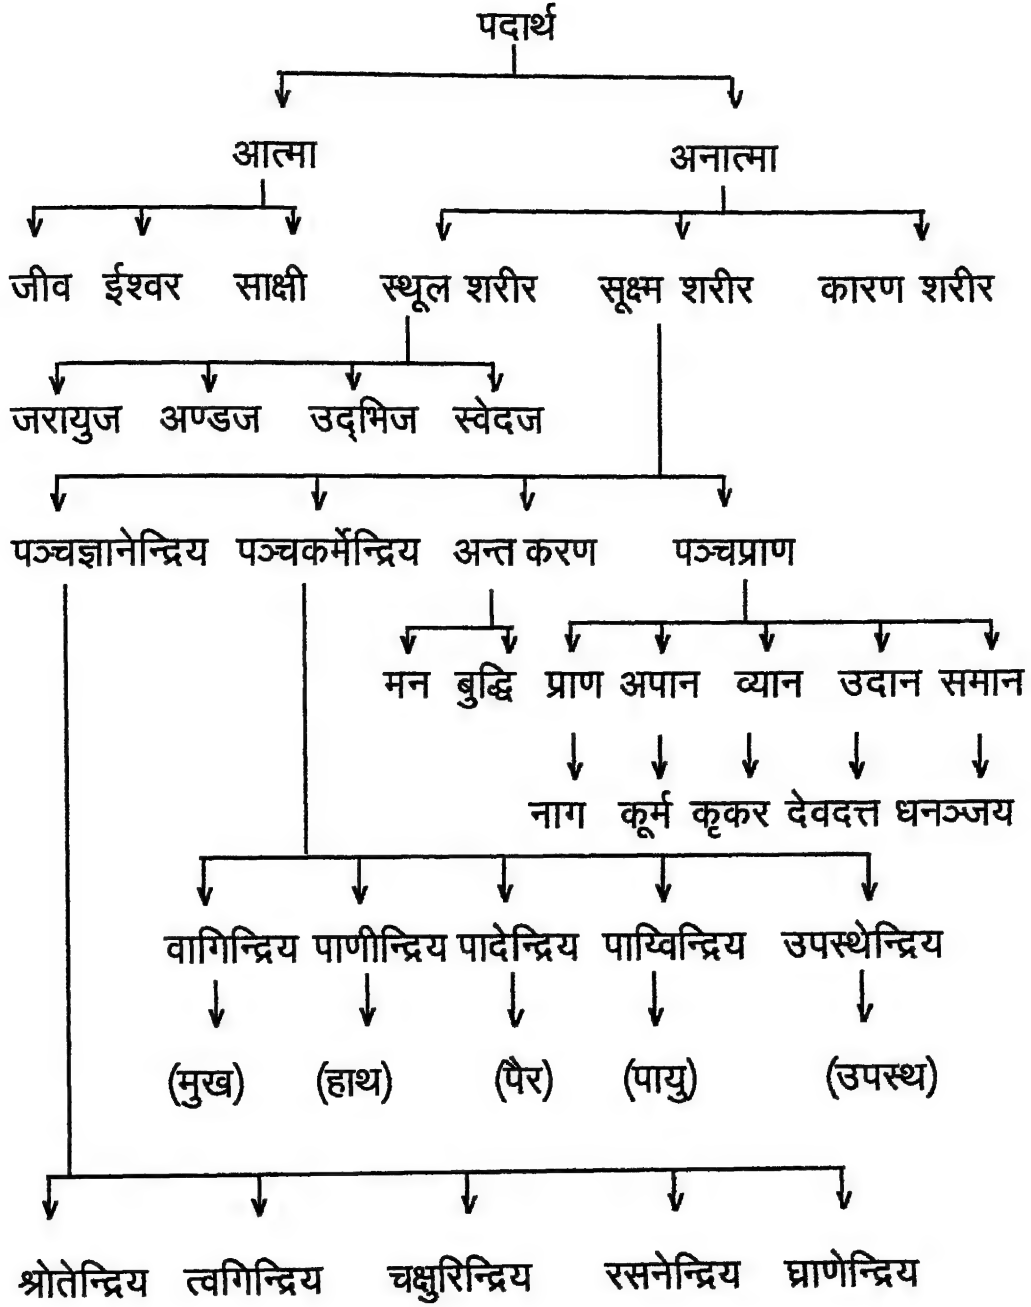 पदार्थ
आत्मा अनात्मा
जीव ईश्वर साक्षी स्थूल शरीर सूक्ष्म शरीर कारण शरीर
जरायुज अण्डज उद्भिज स्वेदज
पञ्चज्ञानेन्द्रिय पञ्चकर्मेन्द्रिय अन्त करण पञ्चप्राण
मन बुद्धि प्राण अपान व्यान उदान समान
नाग कूर्म कृकर देवदत्त धनञ्जय
वागिन्द्रिय पाणीन्द्रिय पादेन्द्रिय पाय्विन्द्रिय उपस्थेन्द्रिय
(मुख) (हाथ) (पैर) (पायु) (उपस्थ)
श्रोतेन्द्रिय त्वगिन्द्रिय चक्षुरिन्द्रिय रसनेन्द्रिय घ्राणेन्द्रिय